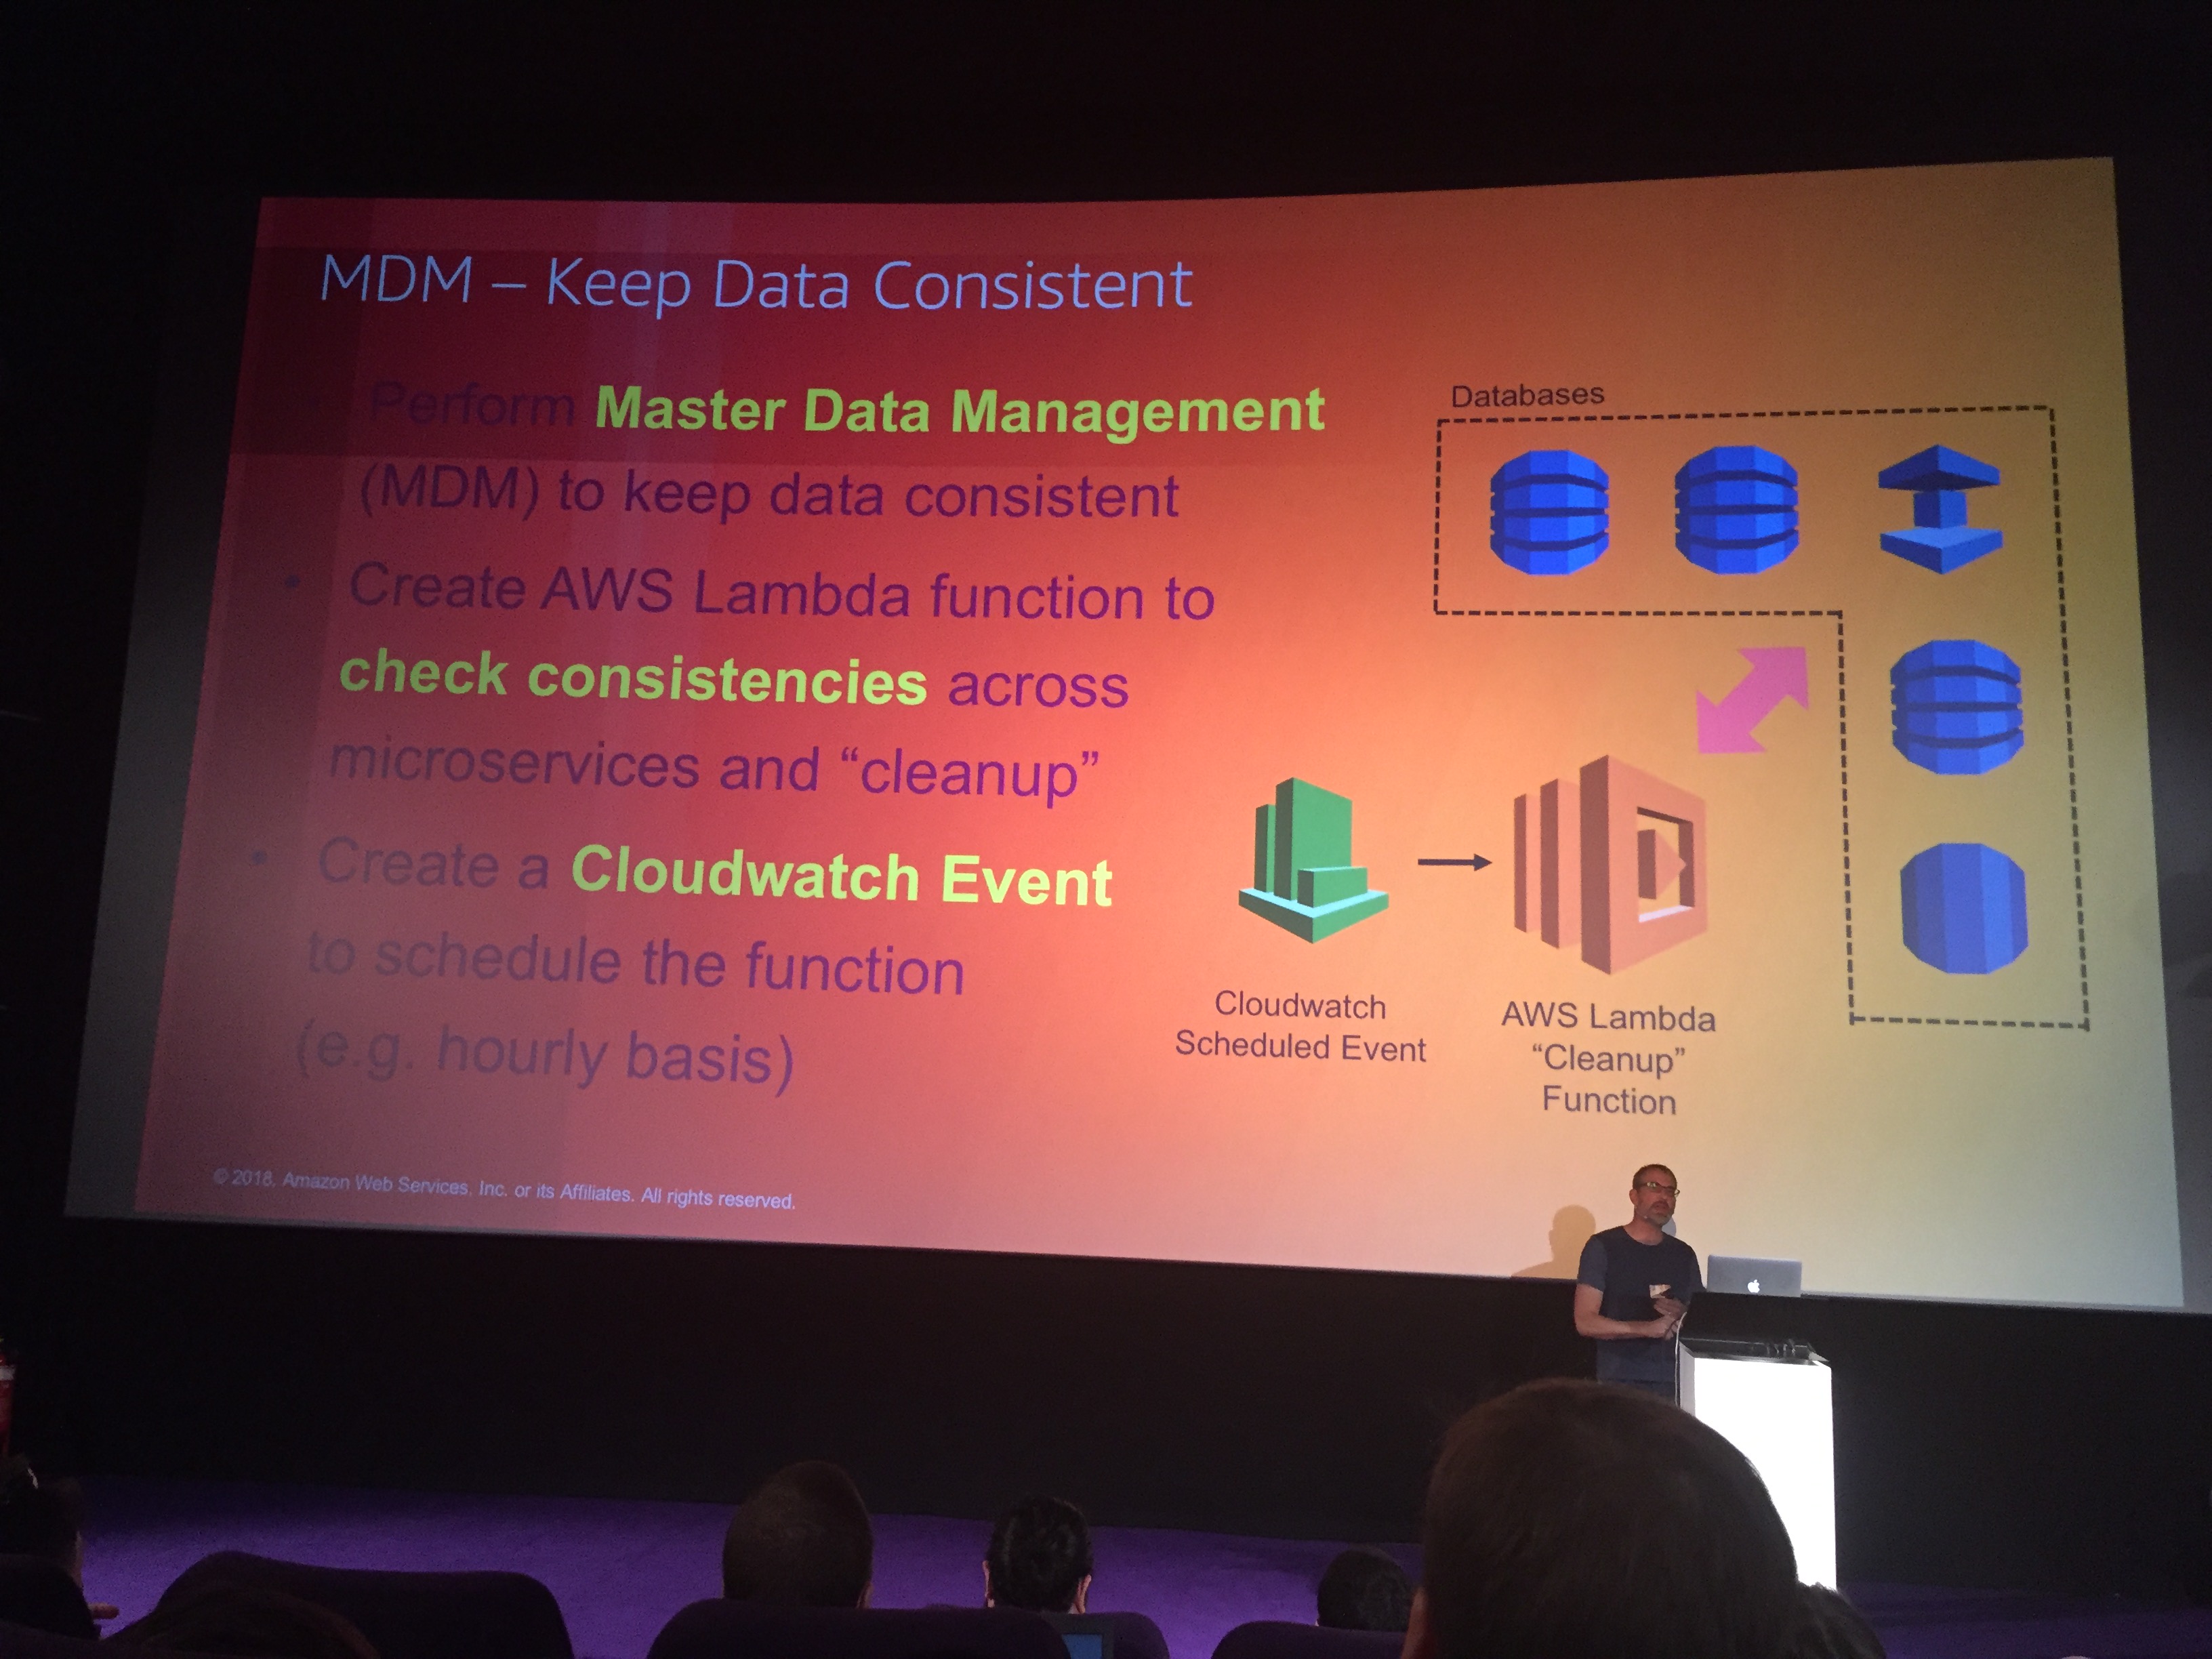 MDM – Keep Data Consistent
Perform Master Data Management
(MDM) to keep data consistent
• Create AWS Lambda function to
check consistencies across
microservices and “cleanup”
• Create a Cloudwatch Event
to schedule the function
(e.g. hourly basis)
Databases
Cloudwatch
Scheduled Event
AWS Lambda
“Cleanup”
Function
© 2018, Amazon Web Services, Inc. or its Affiliates. All rights reserved.